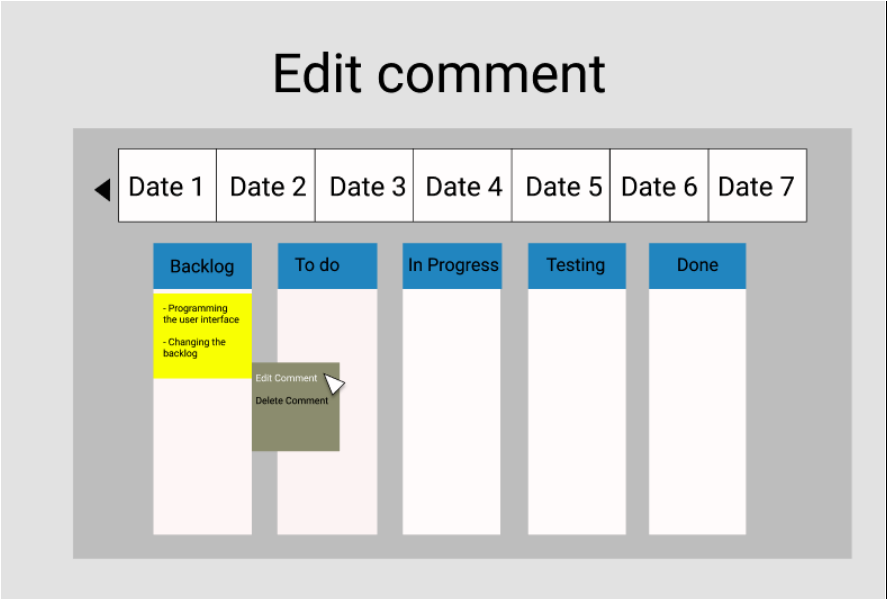 Edit comment
Date 1 Date 2 Date 3 Date 4 Date 5 Date 6 Date 7
Backlog To do In Progress Testing Done
- Programming
the user interface
- Changing the
backlog
Edit Comment
Delete Comment